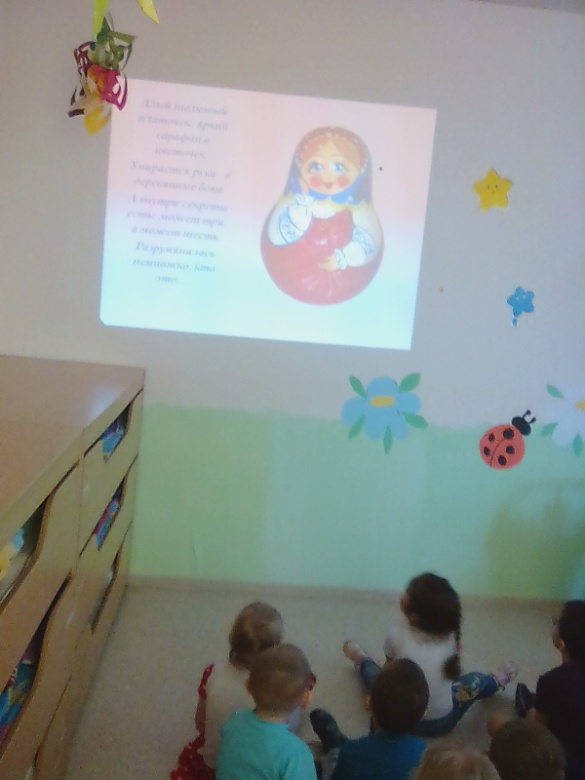 Алый шелковый
платочек, яркий
сарафан в
цветочек,
Упирается рука в
деревянные бока.
А внутри секреты
есть: может три,
а может шесть.
Разрумянилась
немножко, кто
это